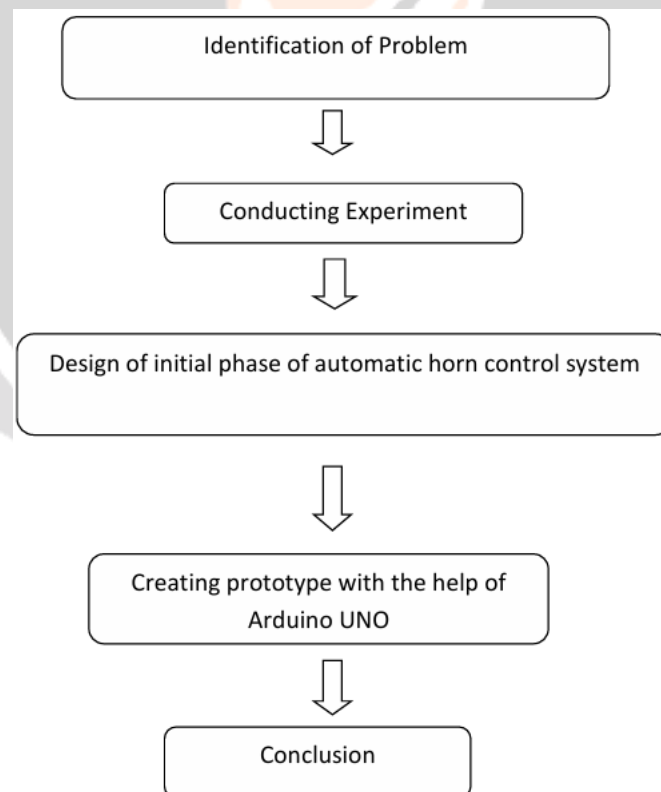 Identification of Problem
Conducting Experiment
Design of initial phase of automatic horn control system
Creating prototype with the help of
Arduino UNO
Conclusion